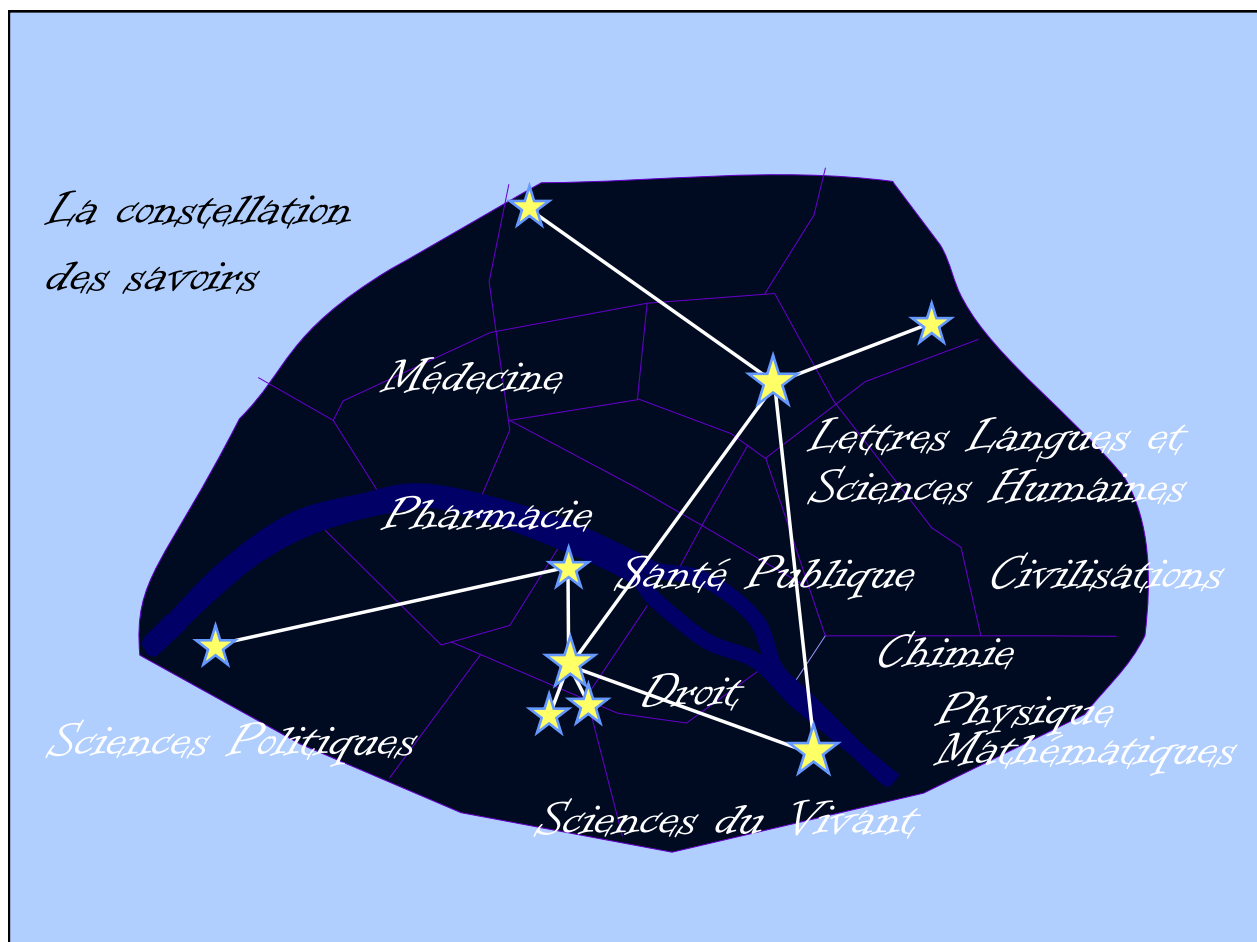 La constellation
des savoirs
Médecine
Lettres Langues et
Sciences Humaines
Pharmacie
Santé Publique
Civilisations
Chimie
Droit
Physique
Mathématiques
Sciences Politiques
Sciences du Vivant